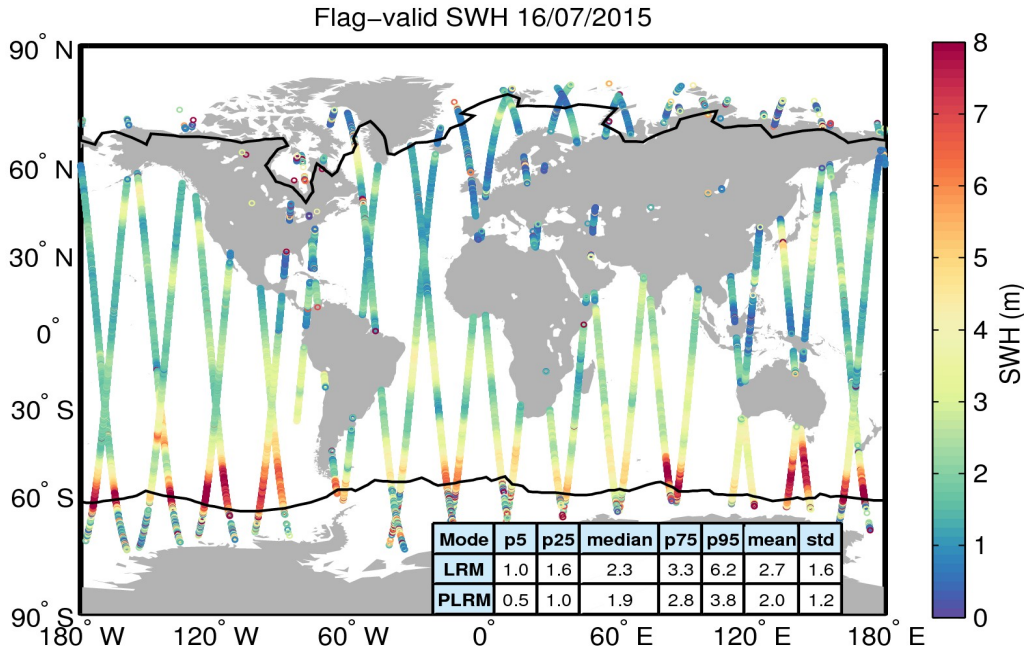 Flag−valid SWH 16/07/2015
90° N
60° N
30° N
0°
30° S
60° S
90° S
180° W
120° W
60° W
0°
60° E
120° E
180° E
Mode p5 p25 median p75 p95 mean std
LRM 1.0 1.6 2.3 3.3 6.2 2.7 1.6
PLRM 0.5 1.0 1.9 2.8 3.8 2.0 1.2
8
7
6
5
4
3
2
1
0
SWH (m)